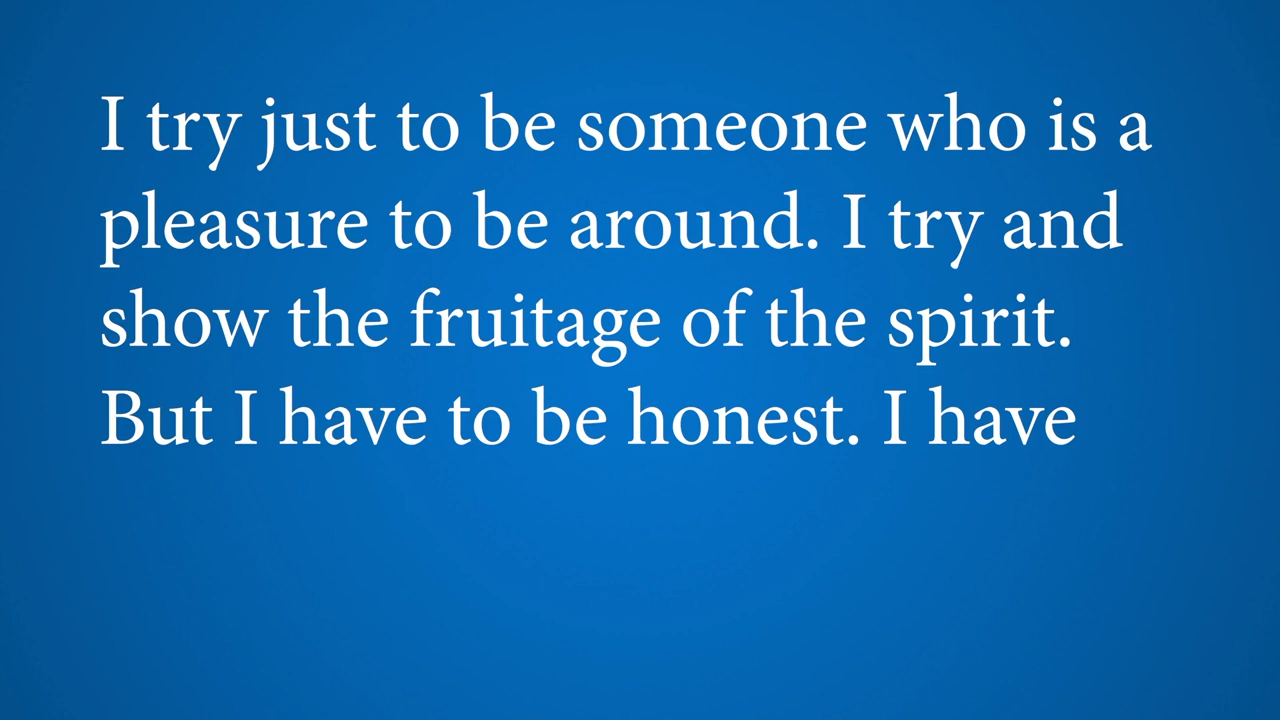 I try just to be someone who is a
pleasure to be around. I try and
show the fruitage of the spirit.
But I have to be honest. I have